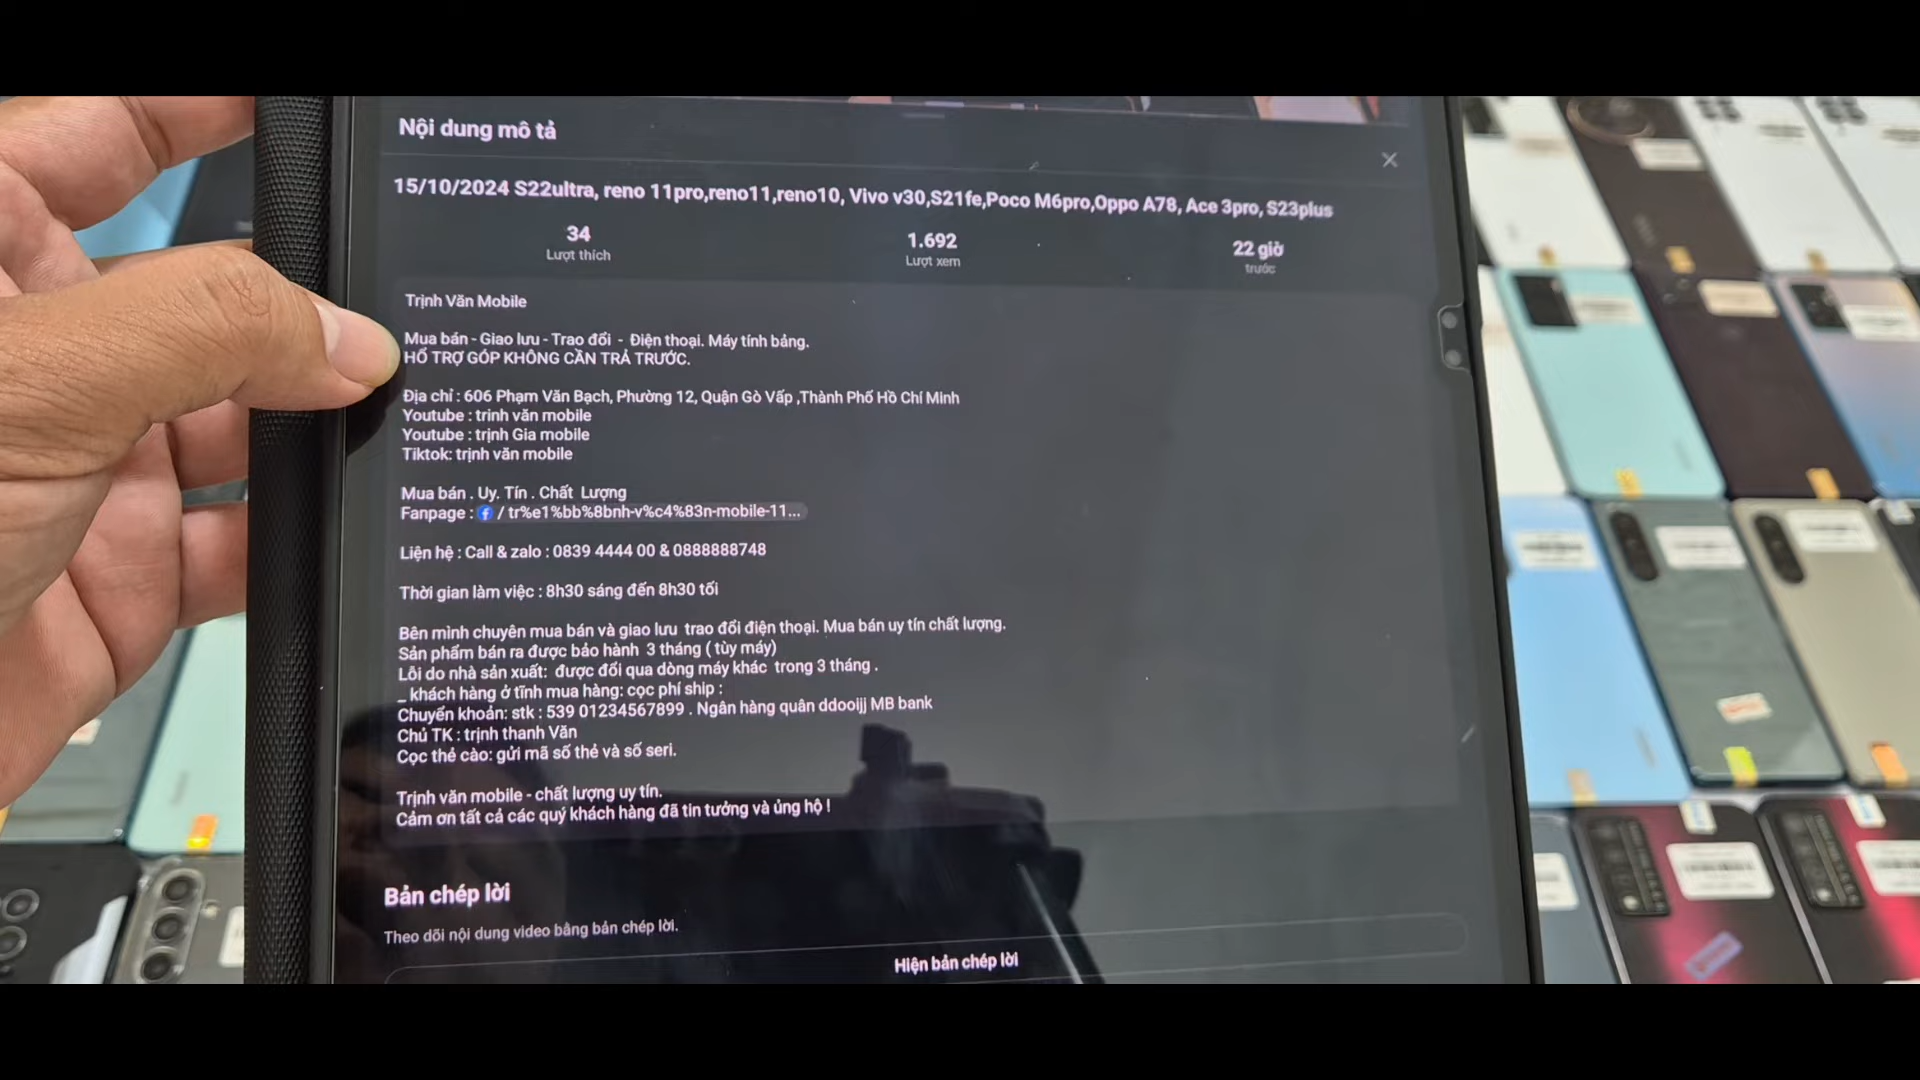 Nội dung mô tả
15/10/2024 S22ultra, reno 11pro,reno11,reno10, Vivo v30,S21fe,Poco M6pro,Oppo A78, Ace 3pro, S23plus
34
1.692
22 giờ
Lượt thích
Lượt xem
trước
Trịnh Văn Mobile
Mua bán - Giao lưu - Trao đổi - Điện thoại. Máy tính bảng.
HỖ TRỢ GÓP KHÔNG CẦN TRẢ TRƯỚC.
Địa chỉ : 606 Phạm Văn Bạch, Phường 12, Quận Gò Vấp ,Thành Phố Hồ Chí Minh
Youtube : trinh văn mobile
Youtube : trịnh Gia mobile
Tiktok: trịnh văn mobile
Mua bán . Uy. Tín . Chất Lượng
Fanpage : / tr%e1%bb%8bnh-v%c4%83n-mobile-11...
Liện hệ : Call & zalo : 0839 4444 00 & 0888888748
Thời gian làm việc : 8h30 sáng đến 8h30 tối
Bên mình chuyên mua bán và giao lưu trao đổi điện thoại. Mua bán uy tín chất lượng.
Sản phẩm bán ra được bảo hành 3 tháng ( tùy máy)
Lỗi do nhà sản xuất: được đổi qua dòng máy khác trong 3 tháng .
_ khách hàng ở tỉnh mua hàng: cọc phí ship :
Chuyển khoản: stk : 539 01234567899 . Ngân hàng quân ddooijj MB bank
Chủ TK : trịnh thanh Văn
Cọc thẻ cào: gửi mã số thẻ và số seri.
Trịnh văn mobile - chất lượng uy tín.
Cảm ơn tất cả các quý khách hàng đã tin tưởng và ủng hộ !
Bản chép lời
Theo dõi nội dung video bằng bản chép lời.
Hiện bản chép lời